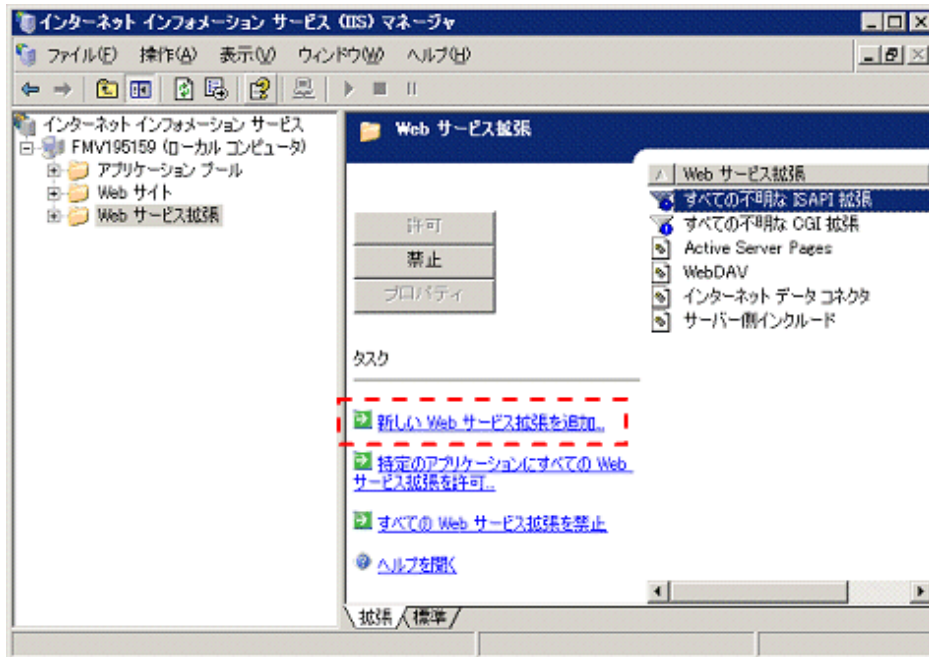 インターネット インフォメーション サービス (IIS) マネージャ
ファイル(F) 操作(A) 表示(V) ウィンドウ(W) ヘルプ(H)
インターネット インフォメーション サービス
FMV195159 (ローカル コンピュータ)
アプリケーション プール
Web サイト
Web サービス拡張
Web サービス拡張
許可
禁止
プロパティ
タスク
新しい Web サービス拡張を追加...
特定のアプリケーションにすべての Web
サービス拡張を許可...
すべての Web サービス拡張を禁止
ヘルプを開く
Web サービス拡張
すべての不明な ISAPI 拡張
すべての不明な CGI 拡張
Active Server Pages
WebDAV
インターネット データ コネクタ
サーバー側インクルード
拡張 標準